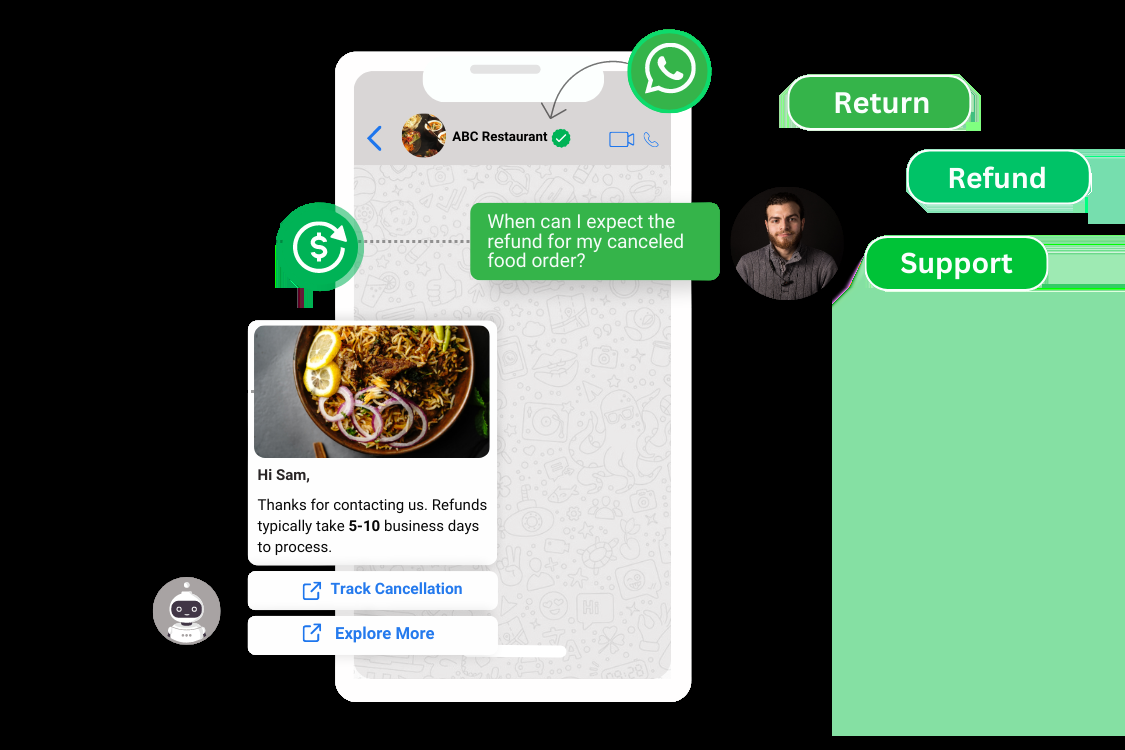 Return
ABC Restaurant
Refund
When can I expect the
refund for my canceled
food order?
Support
$
Hi Sam,
Thanks for contacting us. Refunds
typically take 5-10 business days
to process.
Track Cancellation
Hi
Explore More